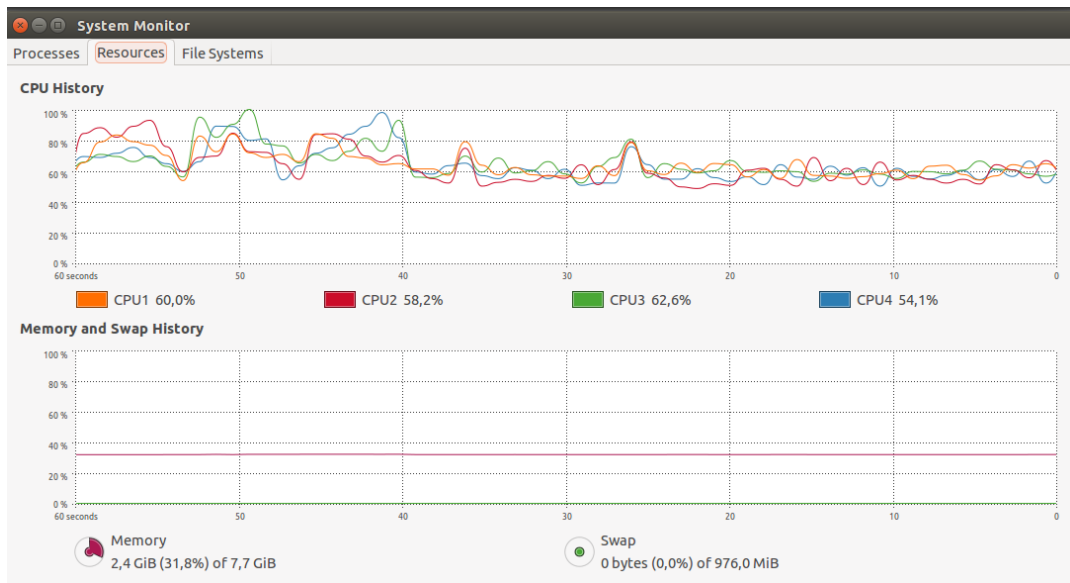 System Monitor
Processes Resources File Systems
CPU History
100 %
80 %
60 %
40 %
20 %
0 %
60 seconds 50 40 30 20 10 0
CPU1 60,0% CPU2 58,2% CPU3 62,6% CPU4 54,1%
Memory and Swap History
100 %
80 %
60 %
40 %
20 %
0 %
60 seconds 50 40 30 20 10 0
Memory Swap
2,4 GiB (31,8%) of 7,7 GiB 0 bytes (0,0%) of 976,0 MiB